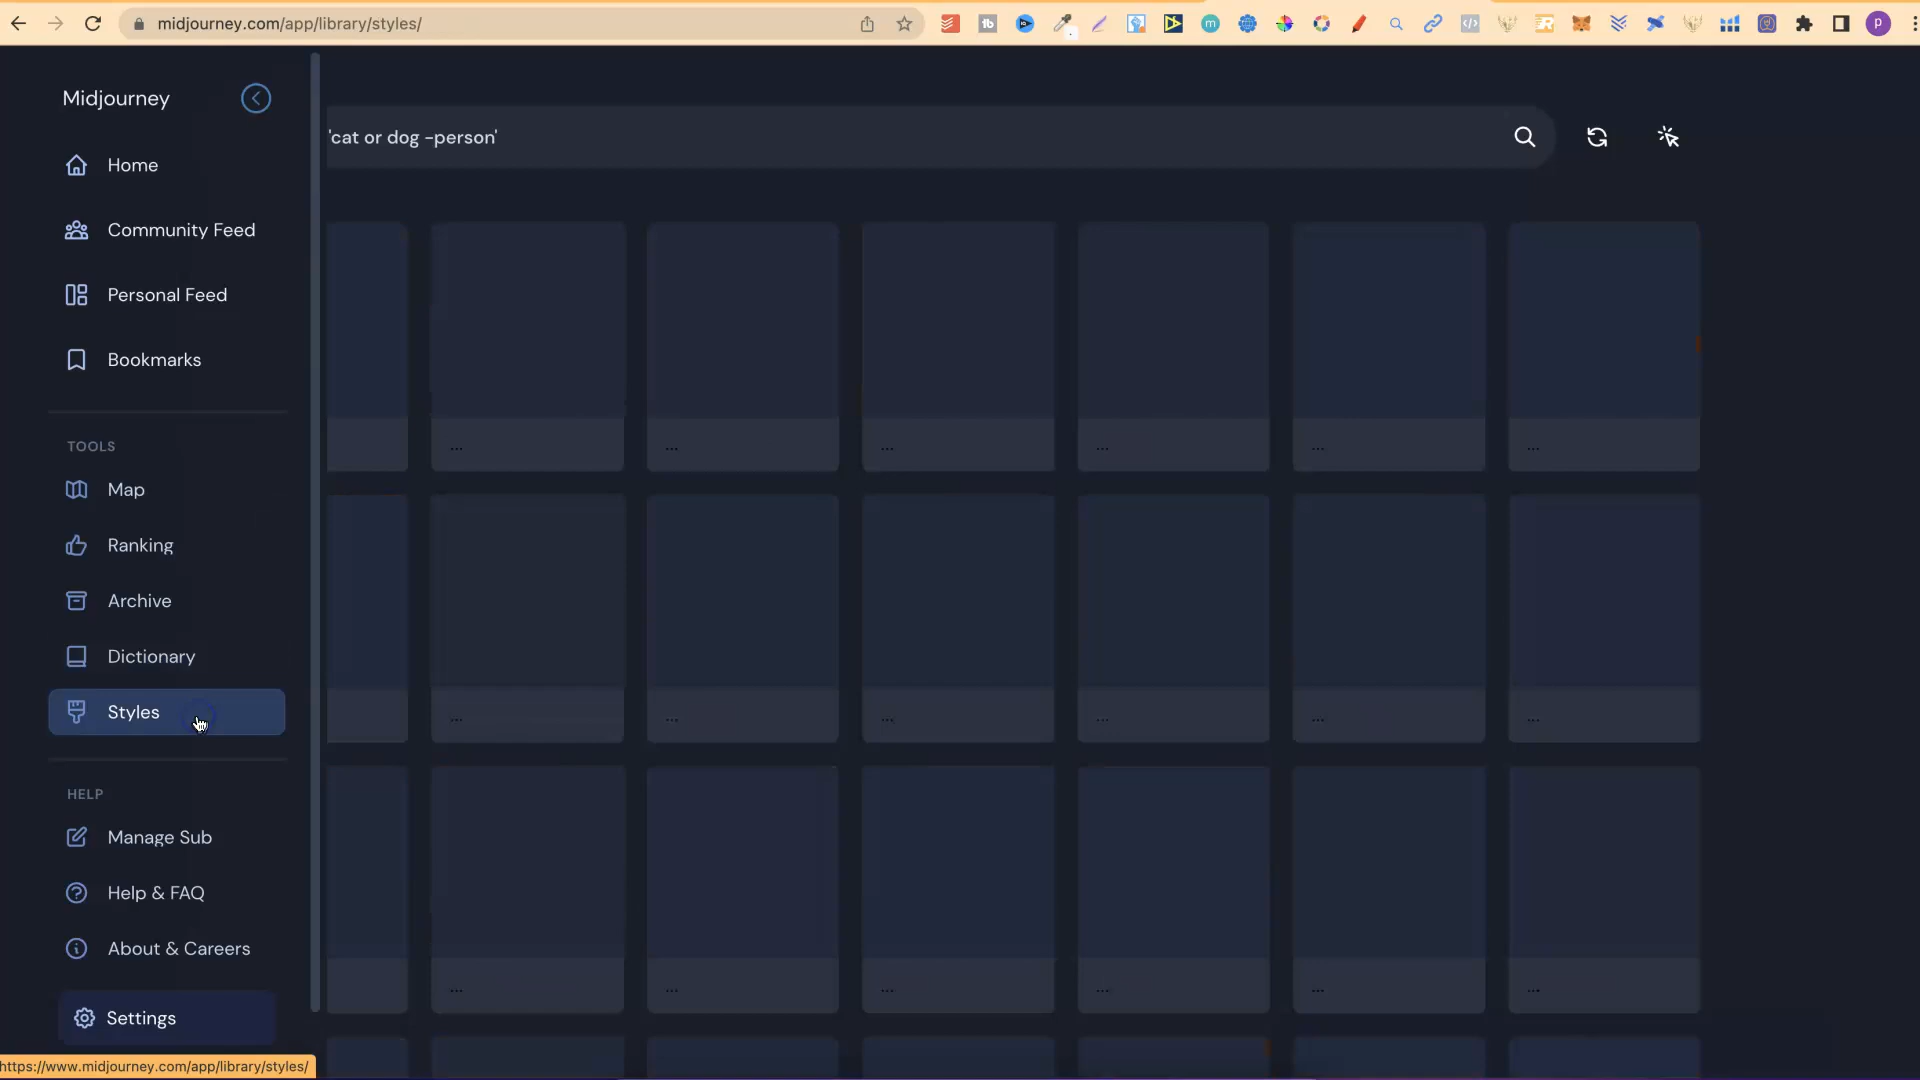 midjourney.com/app/library/styles/
Midjourney
'cat or dog -person'
Home
Community Feed
Personal Feed
Bookmarks
TOOLS
Map
Ranking
Archive
Dictionary
Styles
HELP
Manage Sub
Help & FAQ
About & Careers
Settings
... ... ... ... ... ...
... ... ... ... ... ...
... ... ... ... ... ...
https://www.midjourney.com/app/library/styles/